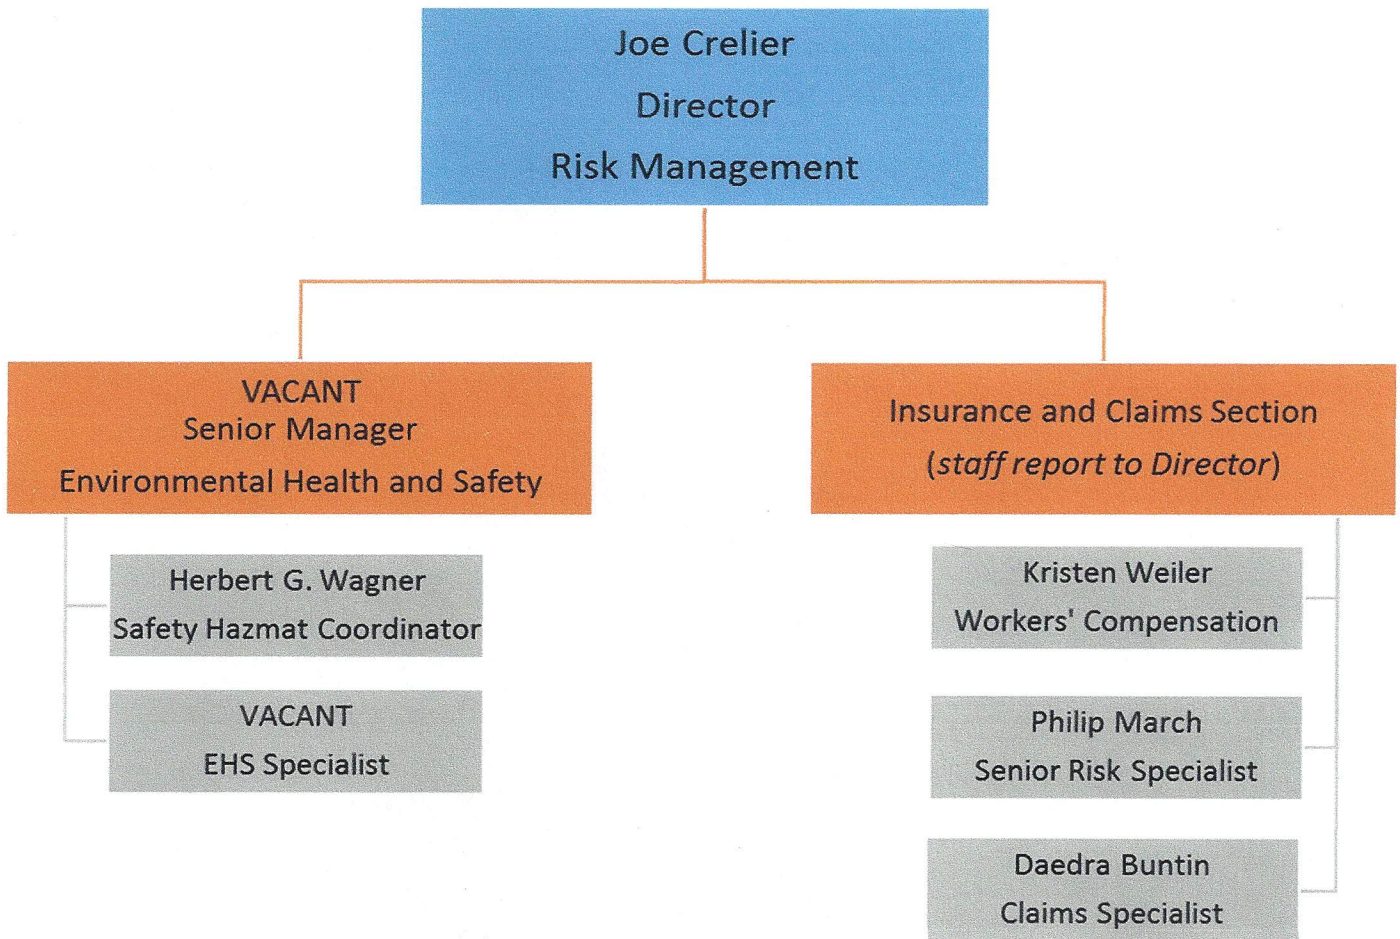 Joe Crelier
Director
Risk Management
VACANT
Senior Manager
Environmental Health and Safety
Herbert G. Wagner
Safety Hazmat Coordinator
VACANT
EHS Specialist
Insurance and Claims Section
(staff report to Director)
Kristen Weiler
Workers' Compensation
Philip March
Senior Risk Specialist
Daedra Buntin
Claims Specialist